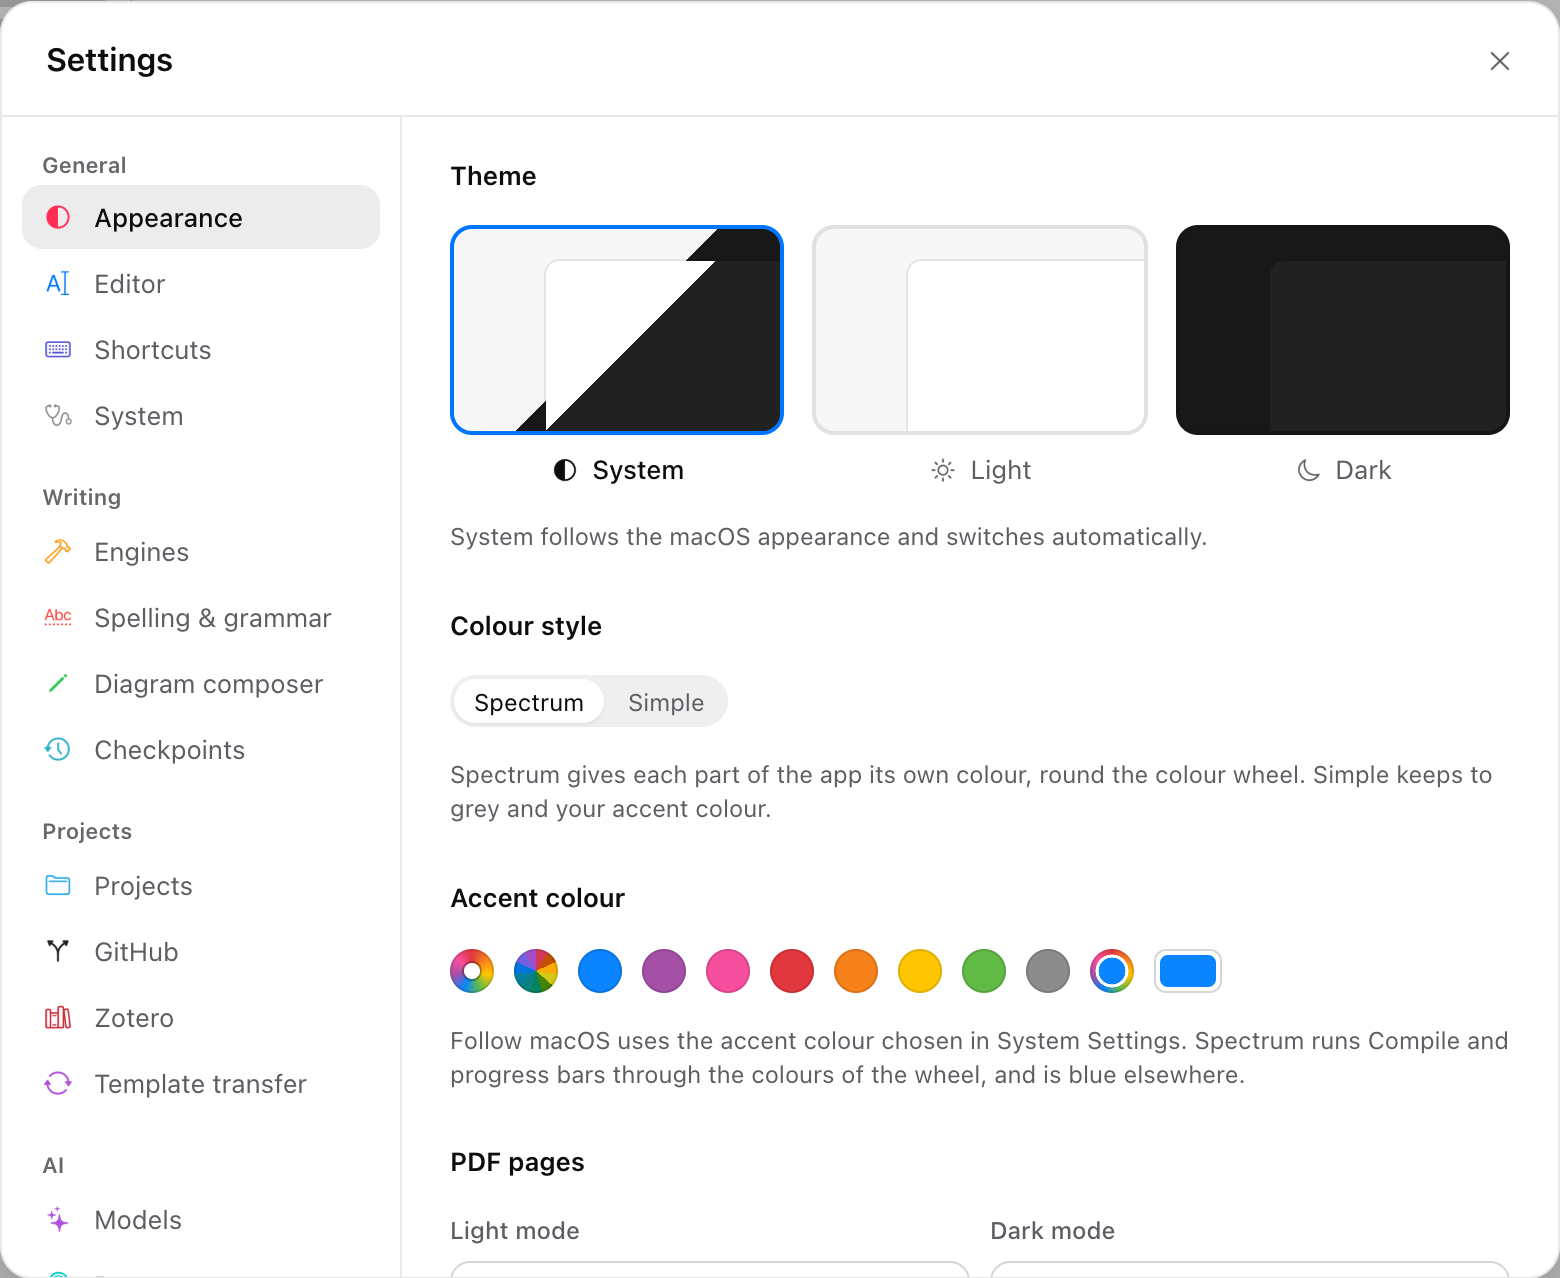 Settings
General
Appearance
Editor
Shortcuts
System
Writing
Engines
Abc
Spelling & grammar
Diagram composer
Checkpoints
Projects
Projects
GitHub
Zotero
Template transfer
AI
Models
Theme
System
Light
Dark
System follows the macOS appearance and switches automatically.
Colour style
Spectrum
Simple
Spectrum gives each part of the app its own colour, round the colour wheel. Simple keeps to
grey and your accent colour.
Accent colour
Follow macOS uses the accent colour chosen in System Settings. Spectrum runs Compile and
progress bars through the colours of the wheel, and is blue elsewhere.
PDF pages
Light mode
Dark mode